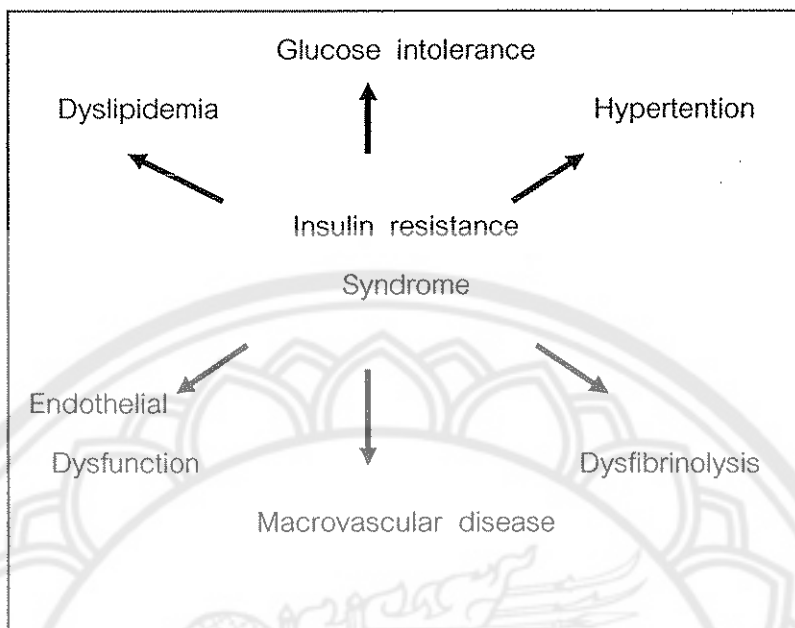 Glucose intolerance
Dyslipidemia
Hypertention
Insulin resistance
Syndrome
Endothelial
Dysfunction
Dysfibrinolysis
Macrovascular disease